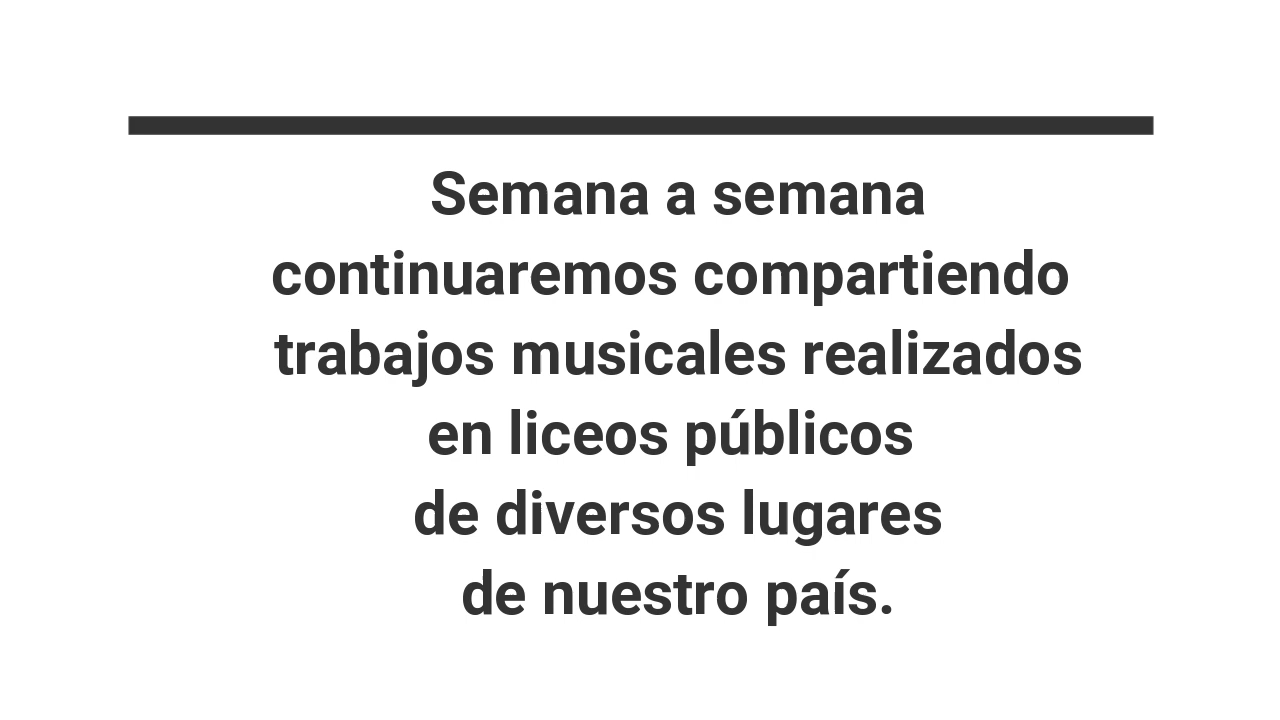 Semana a semana
continuaremos compartiendo
trabajos musicales realizados
en liceos públicos
de diversos lugares
de nuestro país.